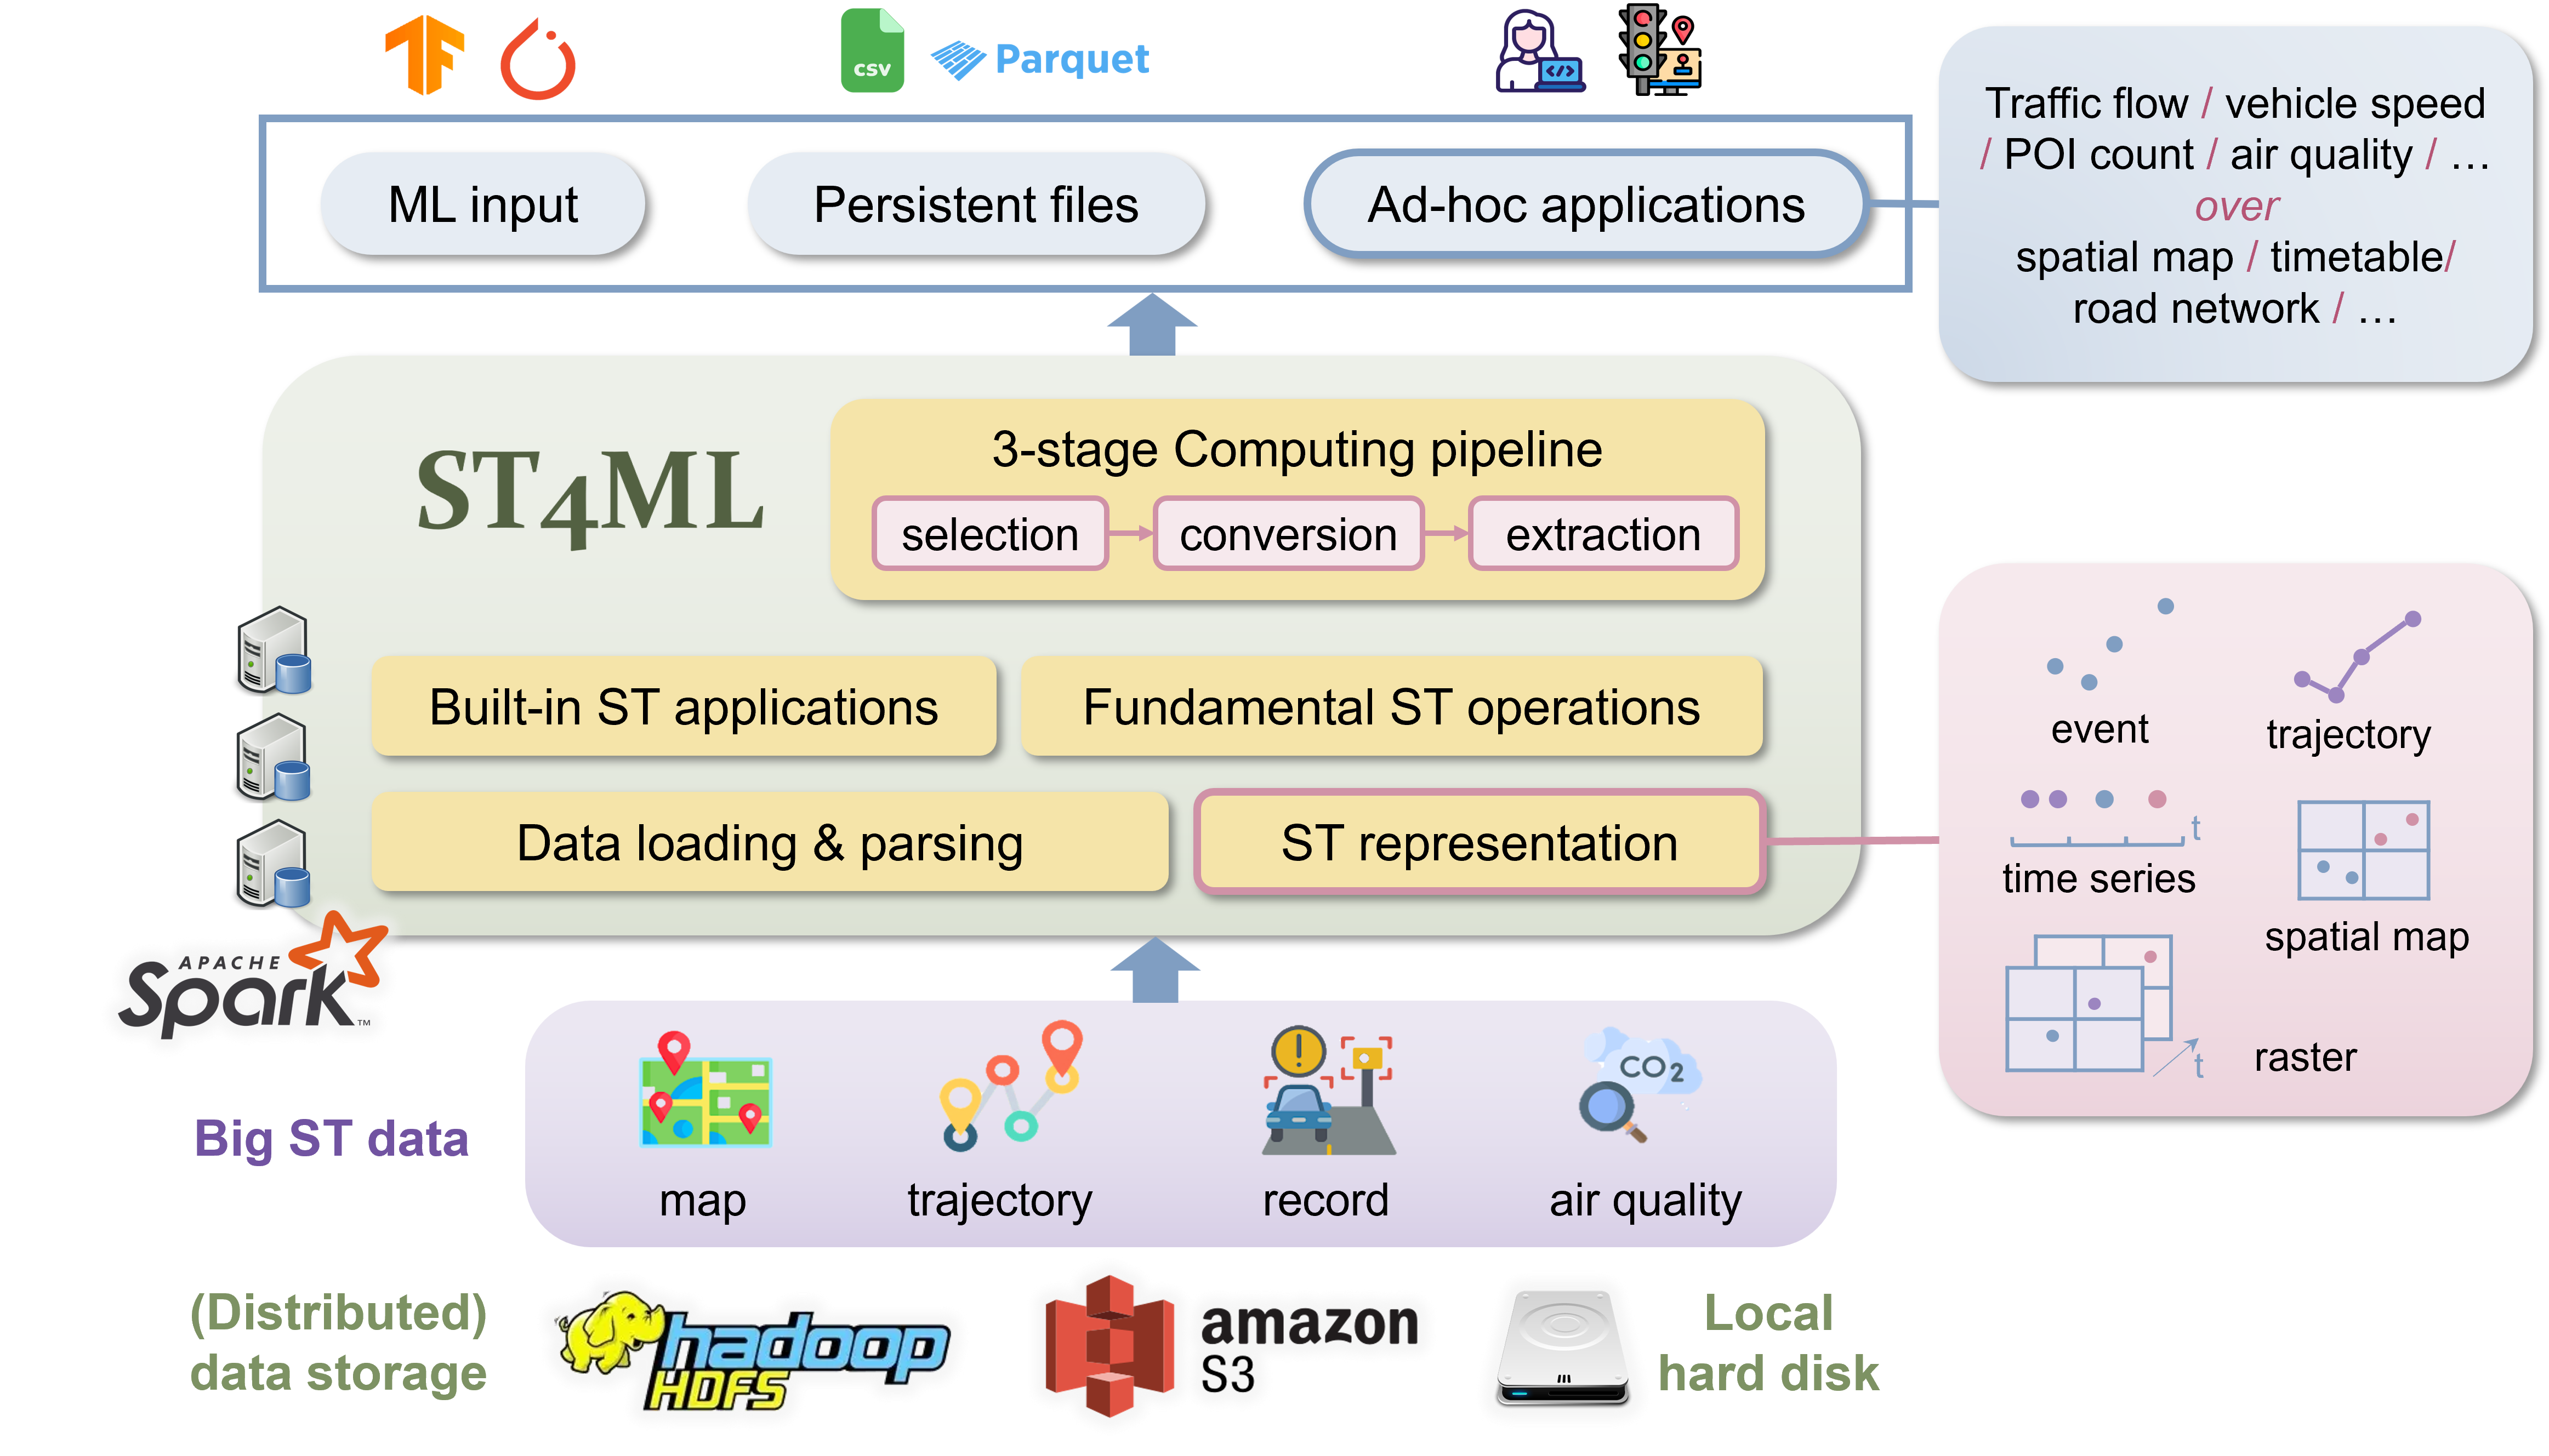 CSV
Parquet
</>
ML input
Persistent files
Ad-hoc applications
Traffic flow / vehicle speed
/ POI count / air quality / …
over
spatial map / timetable/
road network / …
ST4ML
3-stage Computing pipeline
selection
conversion
extraction
Built-in ST applications
Fundamental ST operations
Data loading & parsing
ST representation
event
trajectory
t
time series
spatial map
t
raster
APACHE
Spark™
Big ST data
CO2
map
trajectory
record
air quality
(Distributed)
data storage
hadoop
HDFS
amazon
S3
Local
hard disk